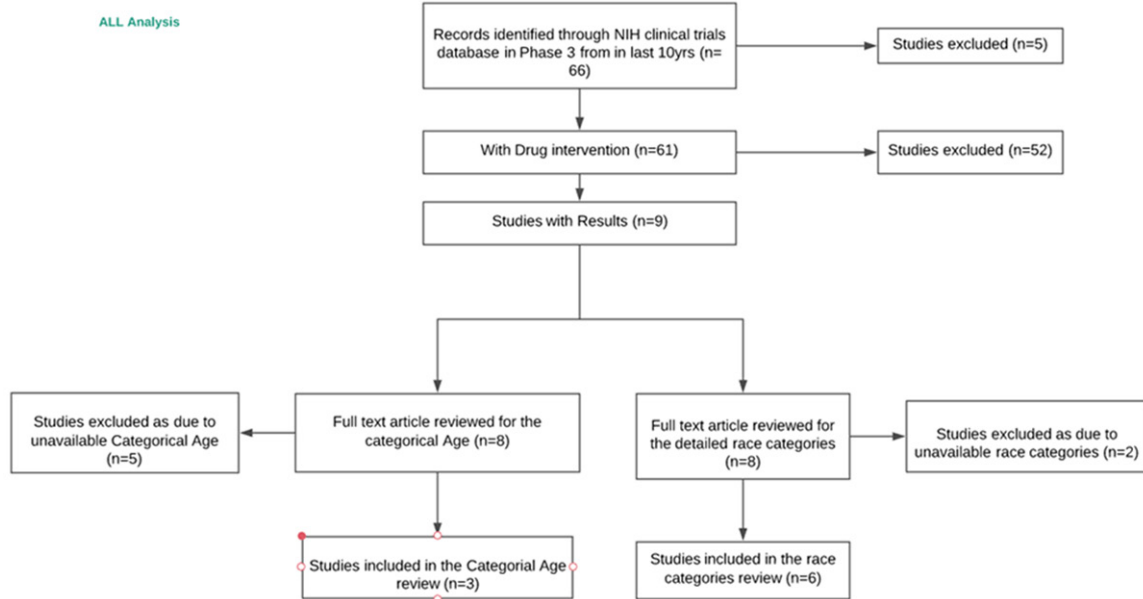 ALL Analysis
Records identified through NIH clinical trials
database in Phase 3 from in last 10yrs (n=
66)
Studies excluded (n=5)
With Drug intervention (n=61)
Studies excluded (n=52)
Studies with Results (n=9)
Studies excluded as due to
unavailable Categorical Age
(n=5)
Full text article reviewed for the
categorical Age (n=8)
Full text article reviewed for
the detailed race categories
(n=8)
Studies excluded as due to
unavailable race categories (n=2)
Studies included in the Categorial Age
review (n=3)
Studies included in the race
categories review (n=6)